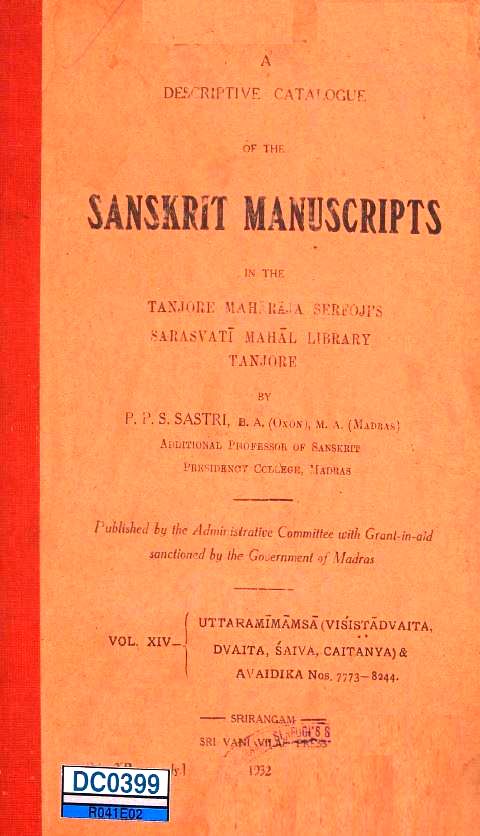 A
DESCRIPTIVE CATALOGUE
OF THE
SANSKRIT MANUSCRIPTS
IN THE
TANJORE MAHĀRĀJA SERFOJI'S
SARASVATĪ MAHĀL LIBRARY
TANJORE
BY
P. P. S. SASTRI, B. A. (OXON), M. A. (MADRAS)
ADDITIONAL PROFESSOR OF SANSKRIT
PRESIDENCY COLLEGE, MADRAS
Published by the Administrative Committee with Grant-in-aid
sanctioned by the Government of Madras
VOL. XIV—
UTTARAMĪMĀMSĀ (VIŚIṢṬĀDVAITA,
DVAITA, ŚAIVA, CAITANYA) &
AVAIDIKA NOS. 7773—8244.
SRIRANGAM
SRI VANI VILAS PRESS
1932
DC0399
R041E02